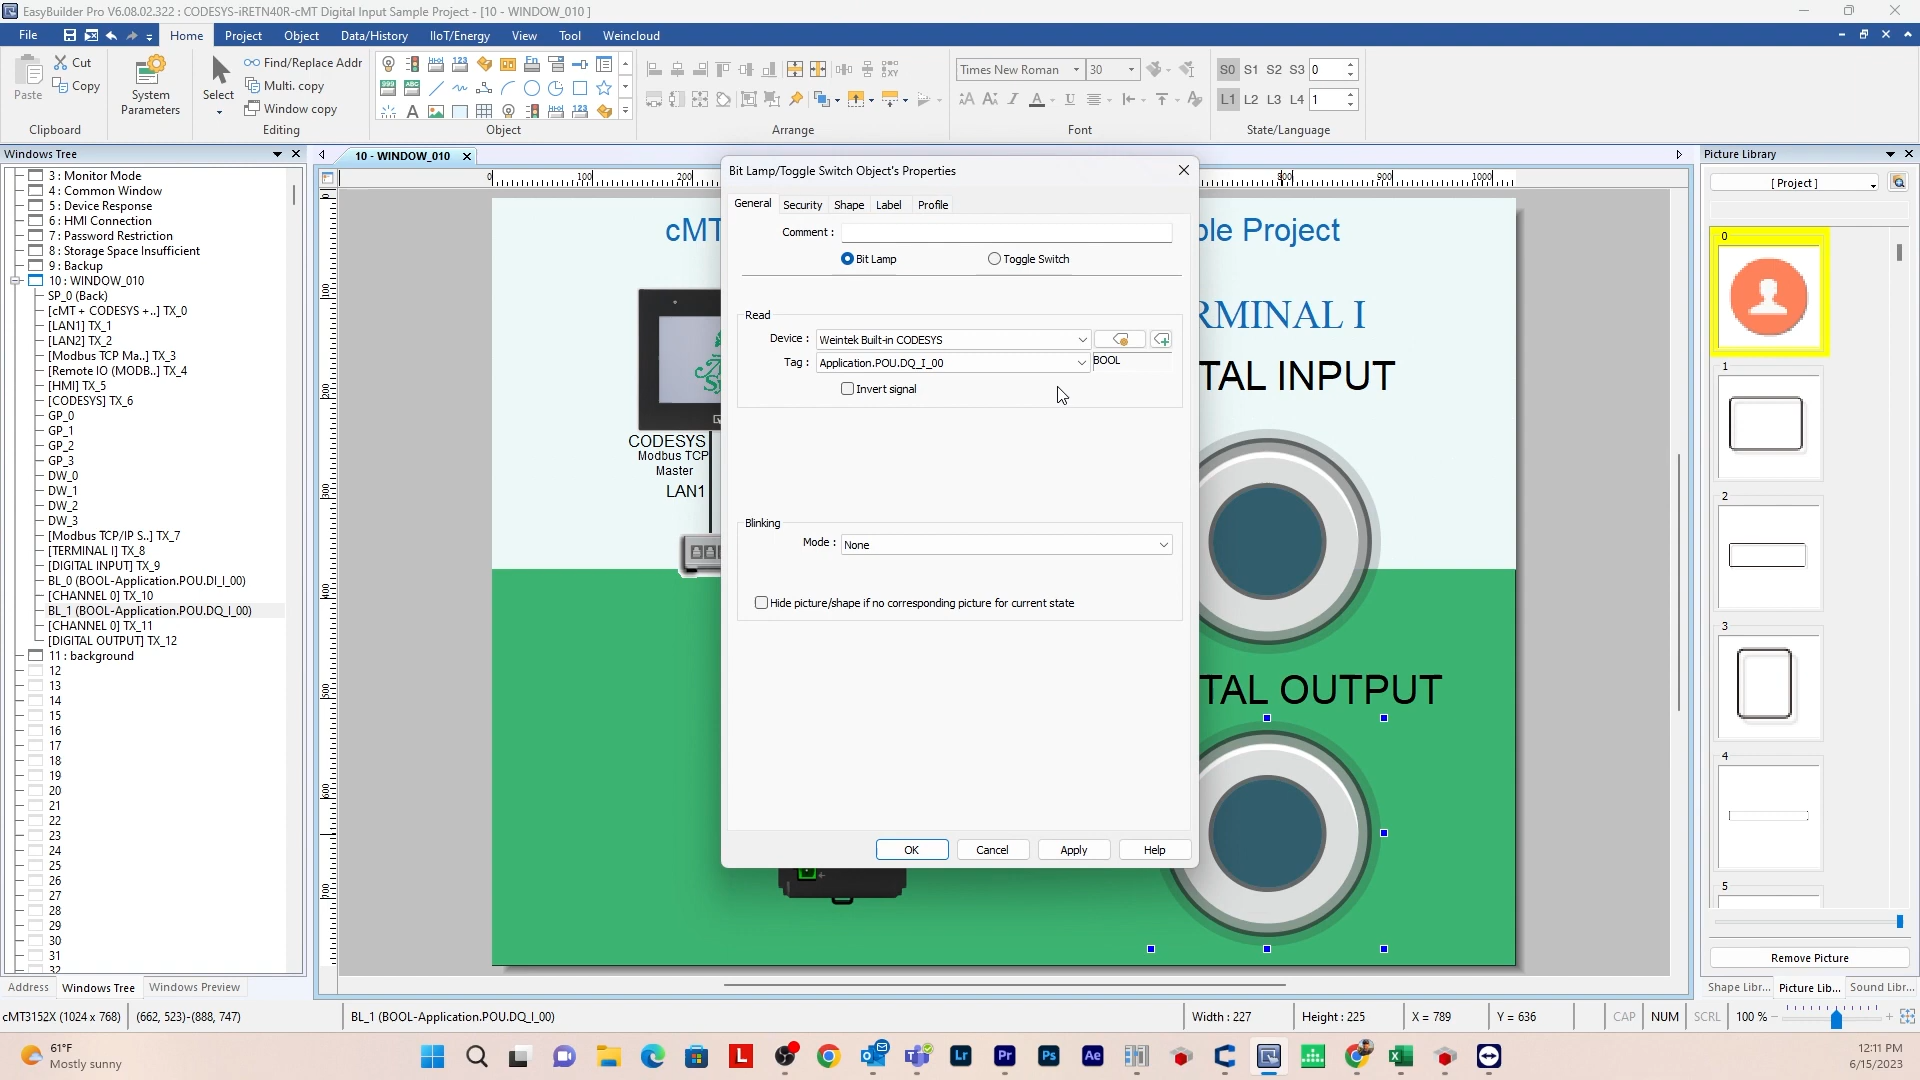 EasyBuilder Pro V6.08.02.322 : CODESYS-iRETN40R-cMT Digital Input Sample Project - [10 - WINDOW_010 ]
File Home Project Object Data/History IIoT/Energy View Tool Weincloud
Paste Cut Copy Clipboard
System Parameters
Select Find/Replace Addr Multi. copy Window copy Editing
Object
Arrange
Times New Roman 30 Font
S0 S1 S2 S3 0
L1 L2 L3 L4 1
State/Language
Windows Tree
3 : Monitor Mode
4 : Common Window
5 : Device Response
6 : HMI Connection
7 : Password Restriction
8 : Storage Space Insufficient
9 : Backup
10 : WINDOW_010
SP_0 (Back)
[cMT + CODESYS +..] TX_0
[LAN1] TX_1
[LAN2] TX_2
[Modbus TCP Ma..] TX_3
[Remote IO (MODB..] TX_4
[HMI] TX_5
[CODESYS] TX_6
GP_0
GP_1
GP_2
GP_3
DW_0
DW_1
DW_2
DW_3
[Modbus TCP/IP S..] TX_7
[TERMINAL I] TX_8
[DIGITAL INPUT] TX_9
BL_0 (BOOL-Application.POU.DI_I_00)
[CHANNEL 0] TX_10
BL_1 (BOOL-Application.POU.DQ_I_00)
[CHANNEL 0] TX_11
[DIGITAL OUTPUT] TX_12
11 : background
12
13
14
15
16
17
18
19
20
21
22
23
24
25
26
27
28
29
30
31
32
Address Windows Tree Windows Preview
10 - WINDOW_010
0 100 200 800 900 1000
cMT
ple Project
RMINAL I
TAL INPUT
CODESYS
Modbus TCP
Master
LAN1
TAL OUTPUT
Bit Lamp/Toggle Switch Object's Properties
General Security Shape Label Profile
Comment :
Bit Lamp Toggle Switch
Read
Device : Weintek Built-in CODESYS
Tag : Application.POU.DQ_I_00 BOOL
Invert signal
Blinking
Mode : None
Hide picture/shape if no corresponding picture for current state
OK Cancel Apply Help
Picture Library
[ Project ]
0
1
2
3
4
5
Remove Picture
Shape Libr... Picture Lib... Sound Libr...
cMT3152X (1024 x 768) (662, 523)-(888, 747) BL_1 (BOOL-Application.POU.DQ_I_00) Width : 227 Height : 225 X = 789 Y = 636 CAP NUM SCRL 100 %
61°F
Mostly sunny
L Lr Pr Ps Ae
12:11 PM
6/15/2023